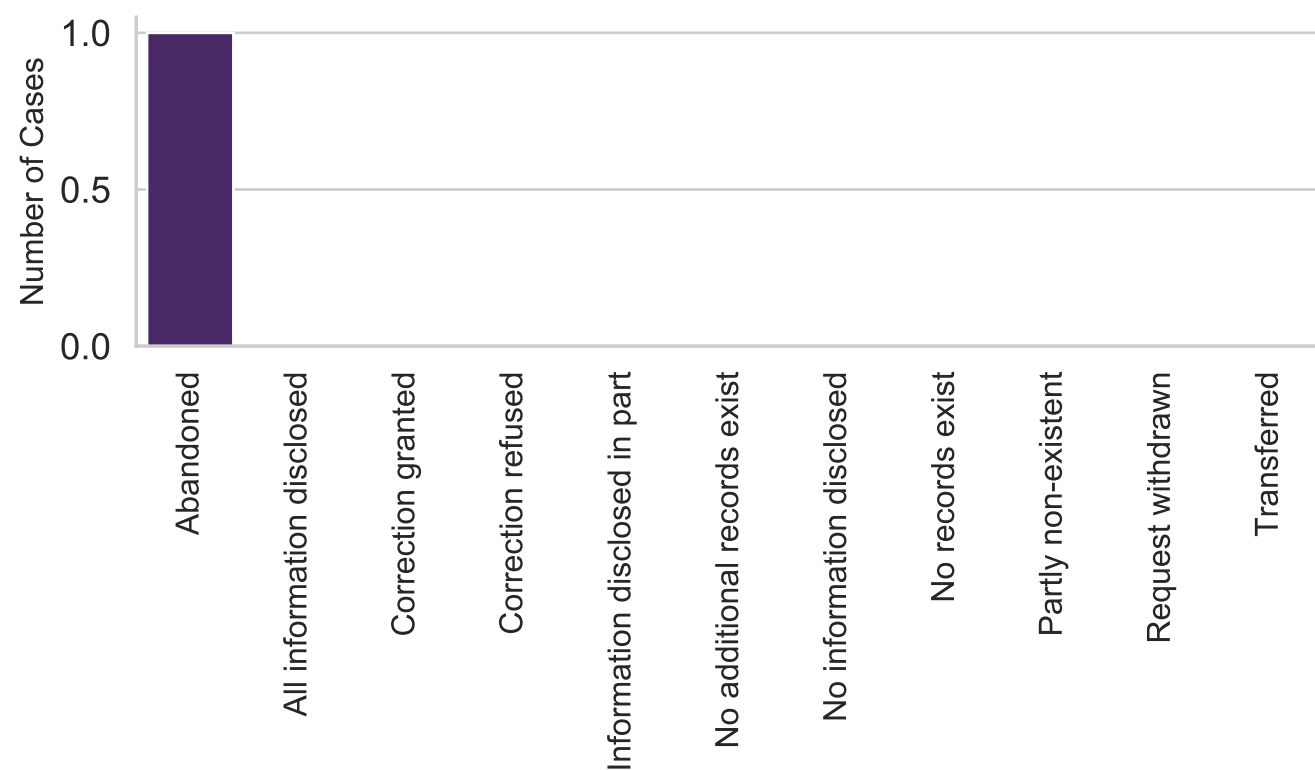 Number of Cases
1.0
0.5
0.0
Abandoned
All information disclosed
Correction granted
Correction refused
Information disclosed in part
No additional records exist
No information disclosed
No records exist
Partly non-existent
Request withdrawn
Transferred